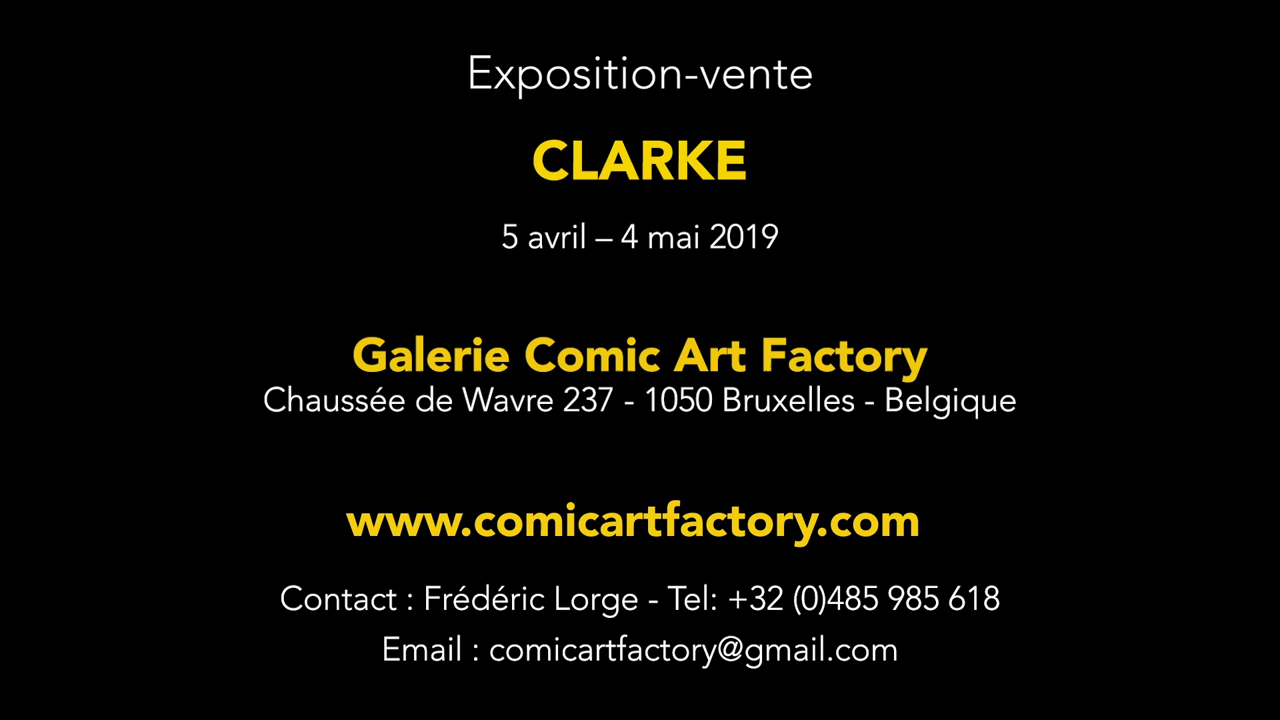 Exposition-vente
CLARKE
5 avril – 4 mai 2019
Galerie Comic Art Factory
Chaussée de Wavre 237 - 1050 Bruxelles - Belgique
www.comicartfactory.com
Contact : Frédéric Lorge - Tel: +32 (0)485 985 618
Email : comicartfactory@gmail.com